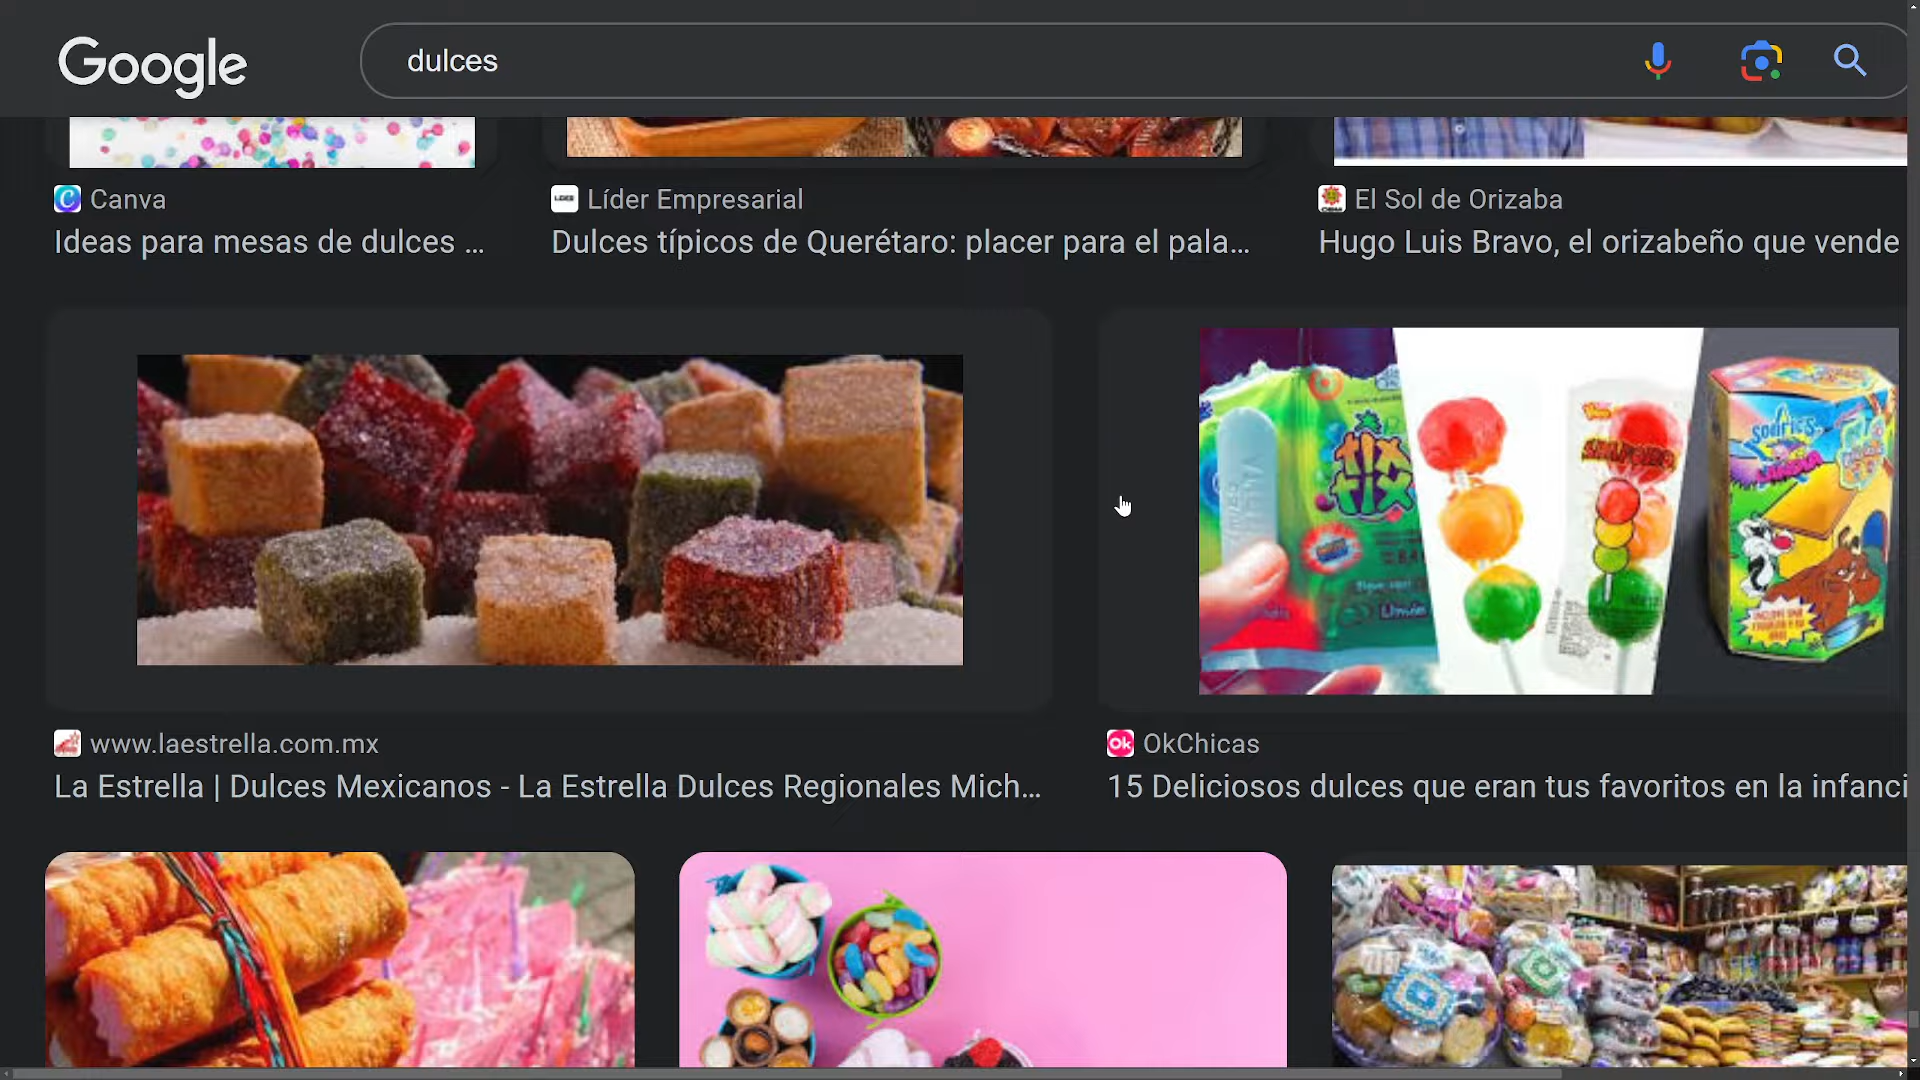 Google
dulces
Canva
Líder Empresarial
El Sol de Orizaba
Ideas para mesas de dulces ...
Dulces típicos de Querétaro: placer para el pala...
Hugo Luis Bravo, el orizabeño que vende
www.laestrella.com.mx
OK
OkChicas
La Estrella | Dulces Mexicanos - La Estrella Dulces Regionales Mich...
15 Deliciosos dulces que eran tus favoritos en la infanci